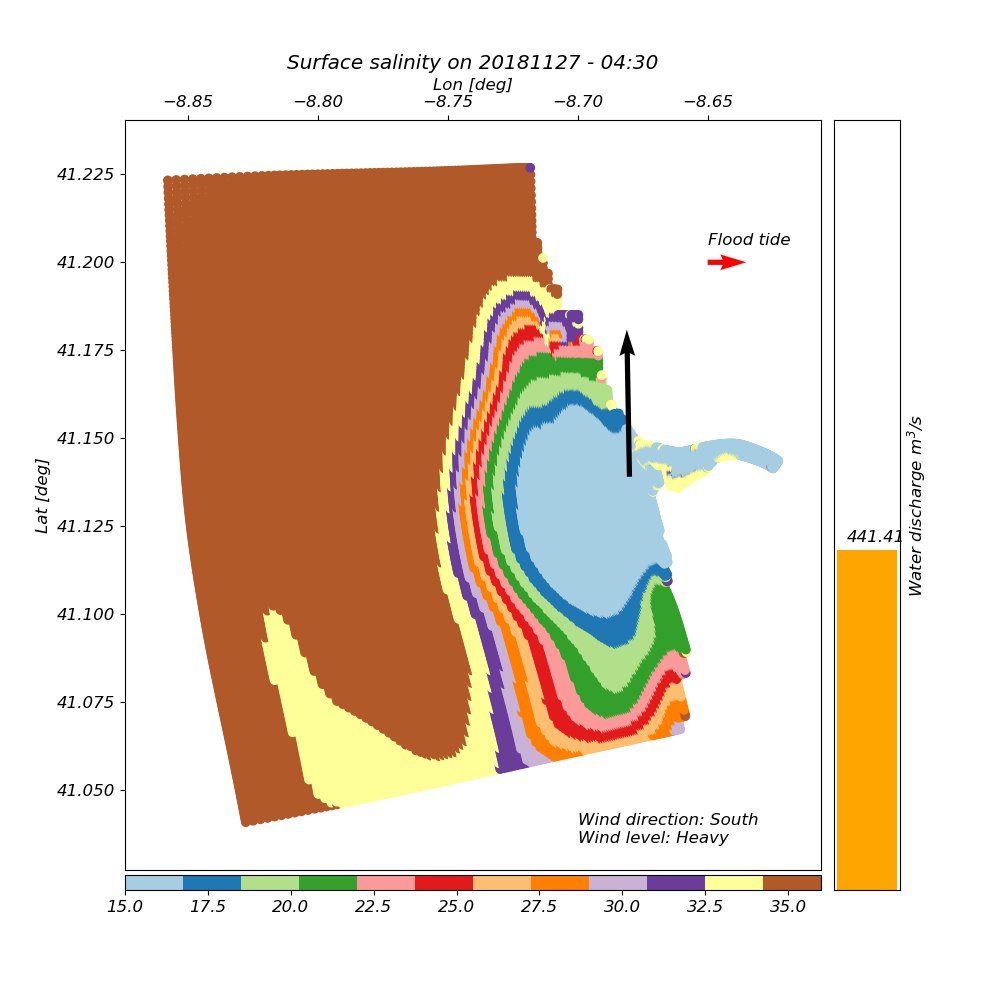 Surface salinity on 20181127 - 04:30
Lon [deg]
−8.85 −8.80 −8.75 −8.70 −8.65
41.225
41.200
41.175
41.150
41.125
41.100
41.075
41.050
Lat [deg]
Flood tide
Wind direction: South
Wind level: Heavy
441.41
Water discharge m³/s
15.0 17.5 20.0 22.5 25.0 27.5 30.0 32.5 35.0